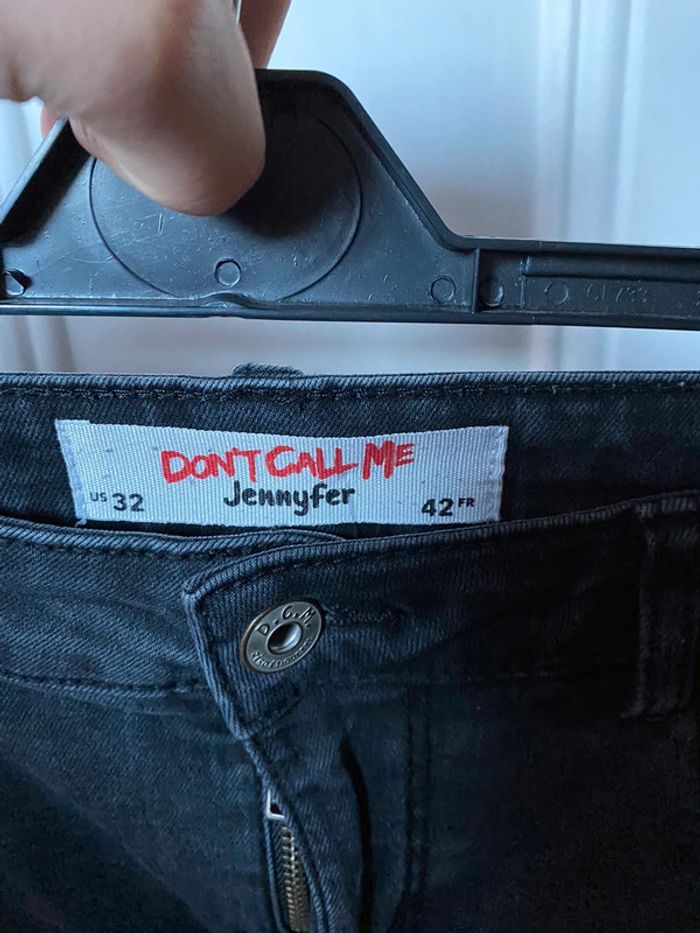 DON'T CALL ME
Jennyfer
US 32
42 FR
D.C.M.